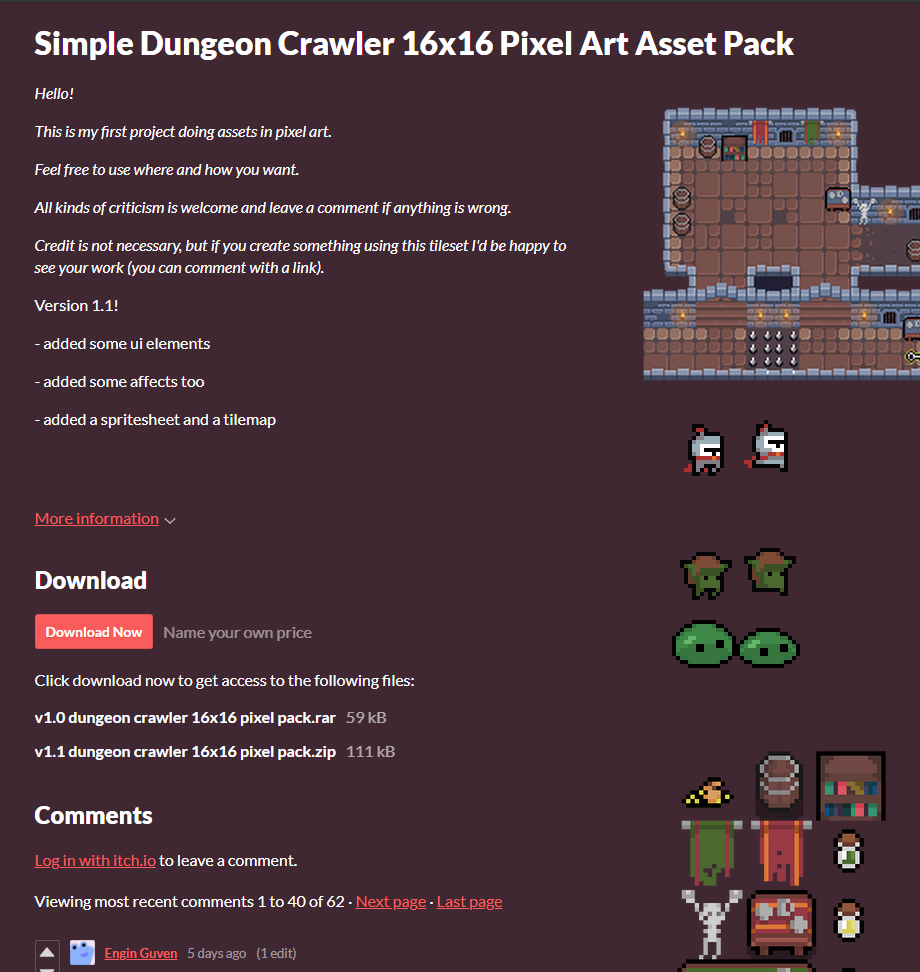 Simple Dungeon Crawler 16x16 Pixel Art Asset Pack
Hello!
This is my first project doing assets in pixel art.
Feel free to use where and how you want.
All kinds of criticism is welcome and leave a comment if anything is wrong.
Credit is not necessary, but if you create something using this tileset I'd be happy to
see your work (you can comment with a link).
Version 1.1!
- added some ui elements
- added some affects too
- added a spritesheet and a tilemap
More information
Download
Download Now Name your own price
Click download now to get access to the following files:
v1.0 dungeon crawler 16x16 pixel pack.rar 59 kB
v1.1 dungeon crawler 16x16 pixel pack.zip 111 kB
Comments
Log in with itch.io to leave a comment.
Viewing most recent comments 1 to 40 of 62 · Next page · Last page
Engin Guven 5 days ago (1 edit)